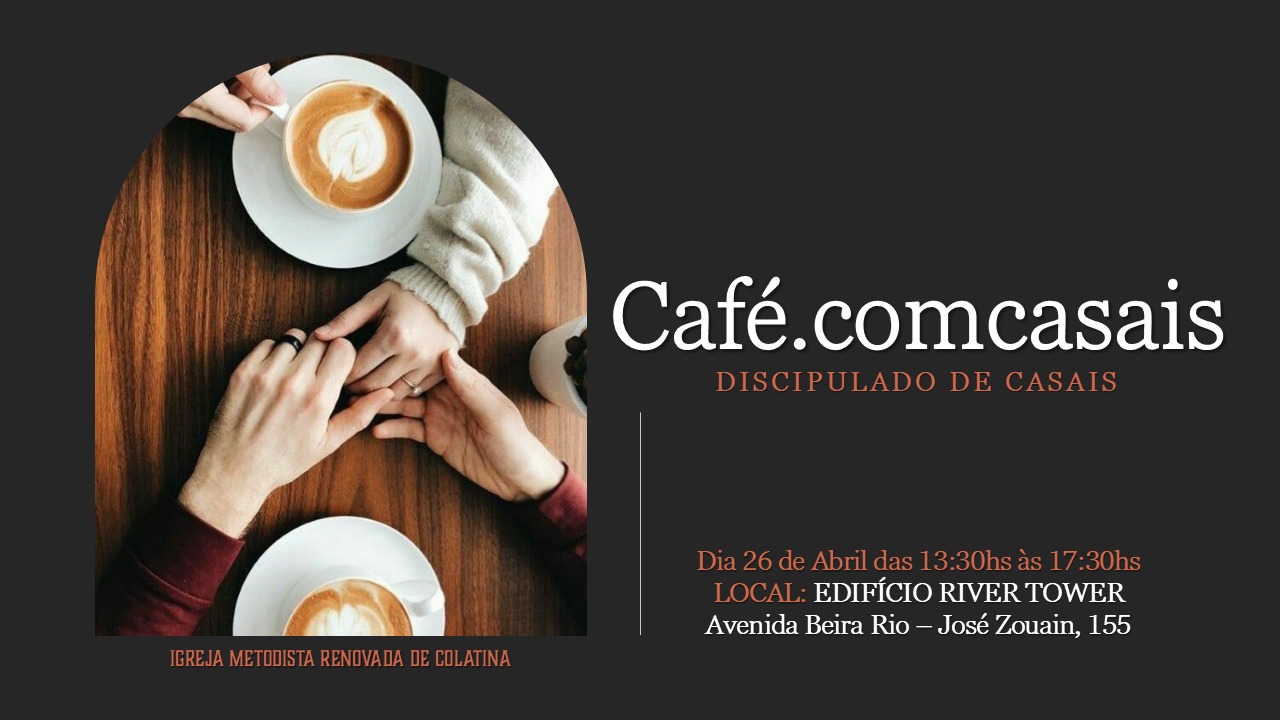 Café.comcasais
DISCIPULADO DE CASAIS
Dia 26 de Abril das 13:30hs às 17:30hs
LOCAL: EDIFÍCIO RIVER TOWER
Avenida Beira Rio – José Zouain, 155
IGREJA METODISTA RENOVADA DE COLATINA